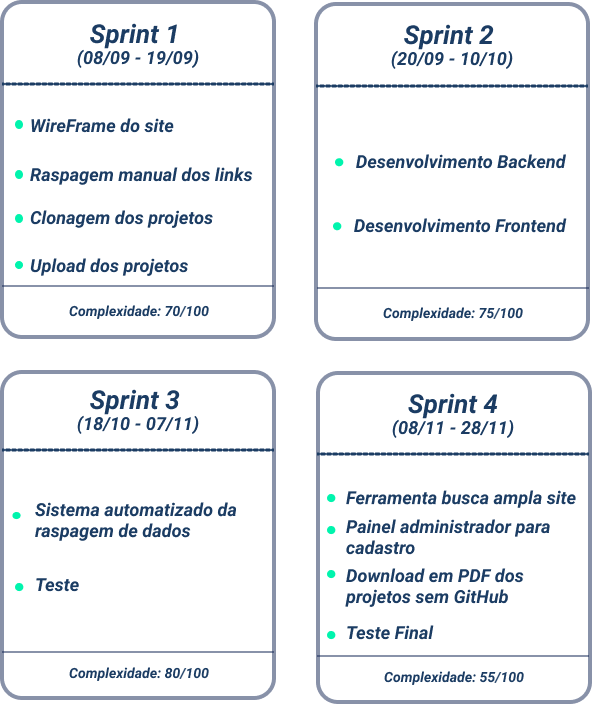 Sprint 1
(08/09 - 19/09)
WireFrame do site
Raspagem manual dos links
Clonagem dos projetos
Upload dos projetos
Complexidade: 70/100
Sprint 2
(20/09 - 10/10)
Desenvolvimento Backend
Desenvolvimento Frontend
Complexidade: 75/100
Sprint 3
(18/10 - 07/11)
Sistema automatizado da
raspagem de dados
Teste
Complexidade: 80/100
Sprint 4
(08/11 - 28/11)
Ferramenta busca ampla site
Painel administrador para
cadastro
Download em PDF dos
projetos sem GitHub
Teste Final
Complexidade: 55/100